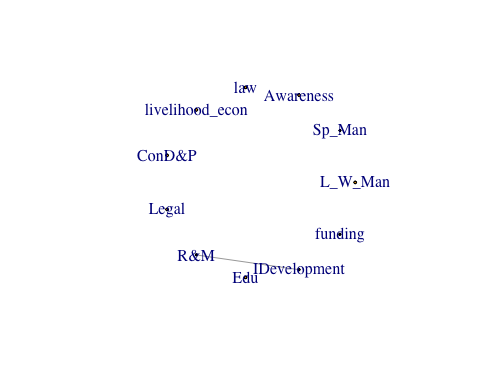 law
Awareness
livelihood_econ
Sp_Man
ConD&P
L_W_Man
Legal
funding
R&M
IDevelopment
Edu